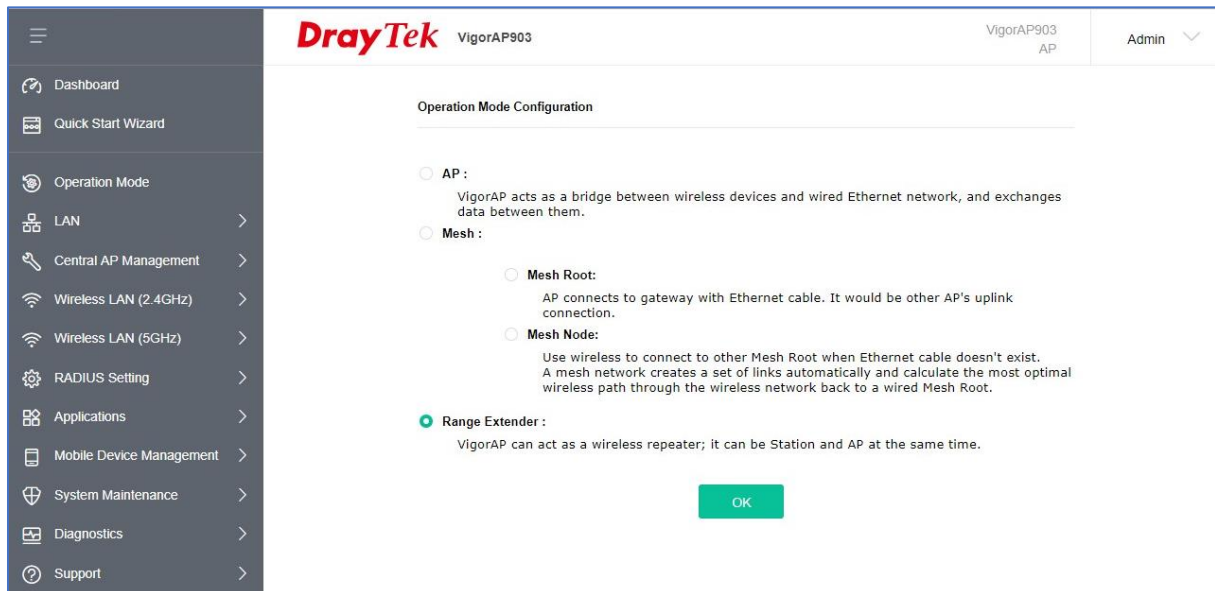 DrayTek VigorAP903
VigorAP903
AP
Admin
Dashboard
Quick Start Wizard
Operation Mode
LAN
Central AP Management
Wireless LAN (2.4GHz)
Wireless LAN (5GHz)
RADIUS Setting
Applications
Mobile Device Management
System Maintenance
Diagnostics
Support
Operation Mode Configuration
AP :
VigorAP acts as a bridge between wireless devices and wired Ethernet network, and exchanges
data between them.
Mesh :
Mesh Root:
AP connects to gateway with Ethernet cable. It would be other AP's uplink
connection.
Mesh Node:
Use wireless to connect to other Mesh Root when Ethernet cable doesn't exist.
A mesh network creates a set of links automatically and calculate the most optimal
wireless path through the wireless network back to a wired Mesh Root.
Range Extender :
VigorAP can act as a wireless repeater; it can be Station and AP at the same time.
OK